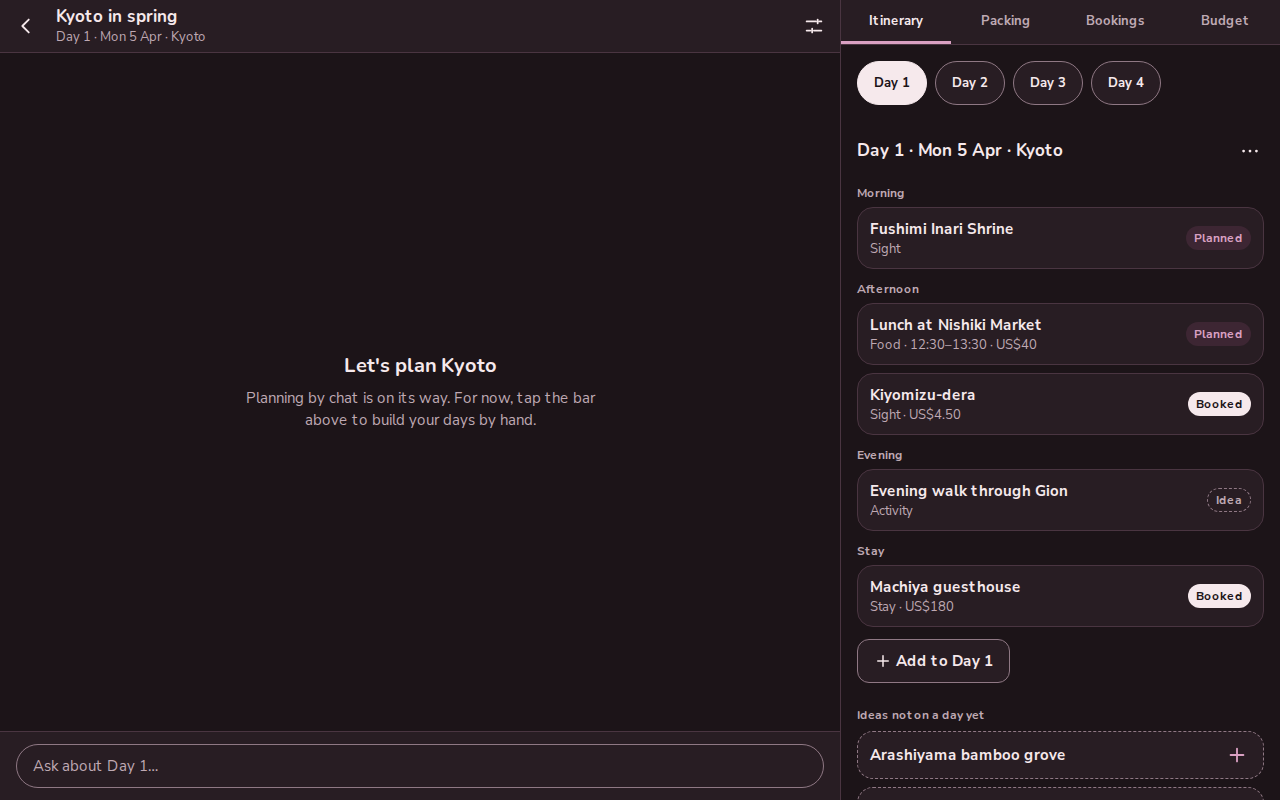 Kyoto in spring
Day 1 · Mon 5 Apr · Kyoto
Let's plan Kyoto
Planning by chat is on its way. For now, tap the bar
above to build your days by hand.
Ask about Day 1...
Itinerary
Packing
Bookings
Budget
Day 1
Day 2
Day 3
Day 4
Day 1 · Mon 5 Apr · Kyoto
Morning
Fushimi Inari Shrine
Sight
Planned
Afternoon
Lunch at Nishiki Market
Food · 12:30–13:30 · US$40
Planned
Kiyomizu-dera
Sight · US$4.50
Booked
Evening
Evening walk through Gion
Activity
Idea
Stay
Machiya guesthouse
Stay · US$180
Booked
Add to Day 1
Ideas not on a day yet
Arashiyama bamboo grove